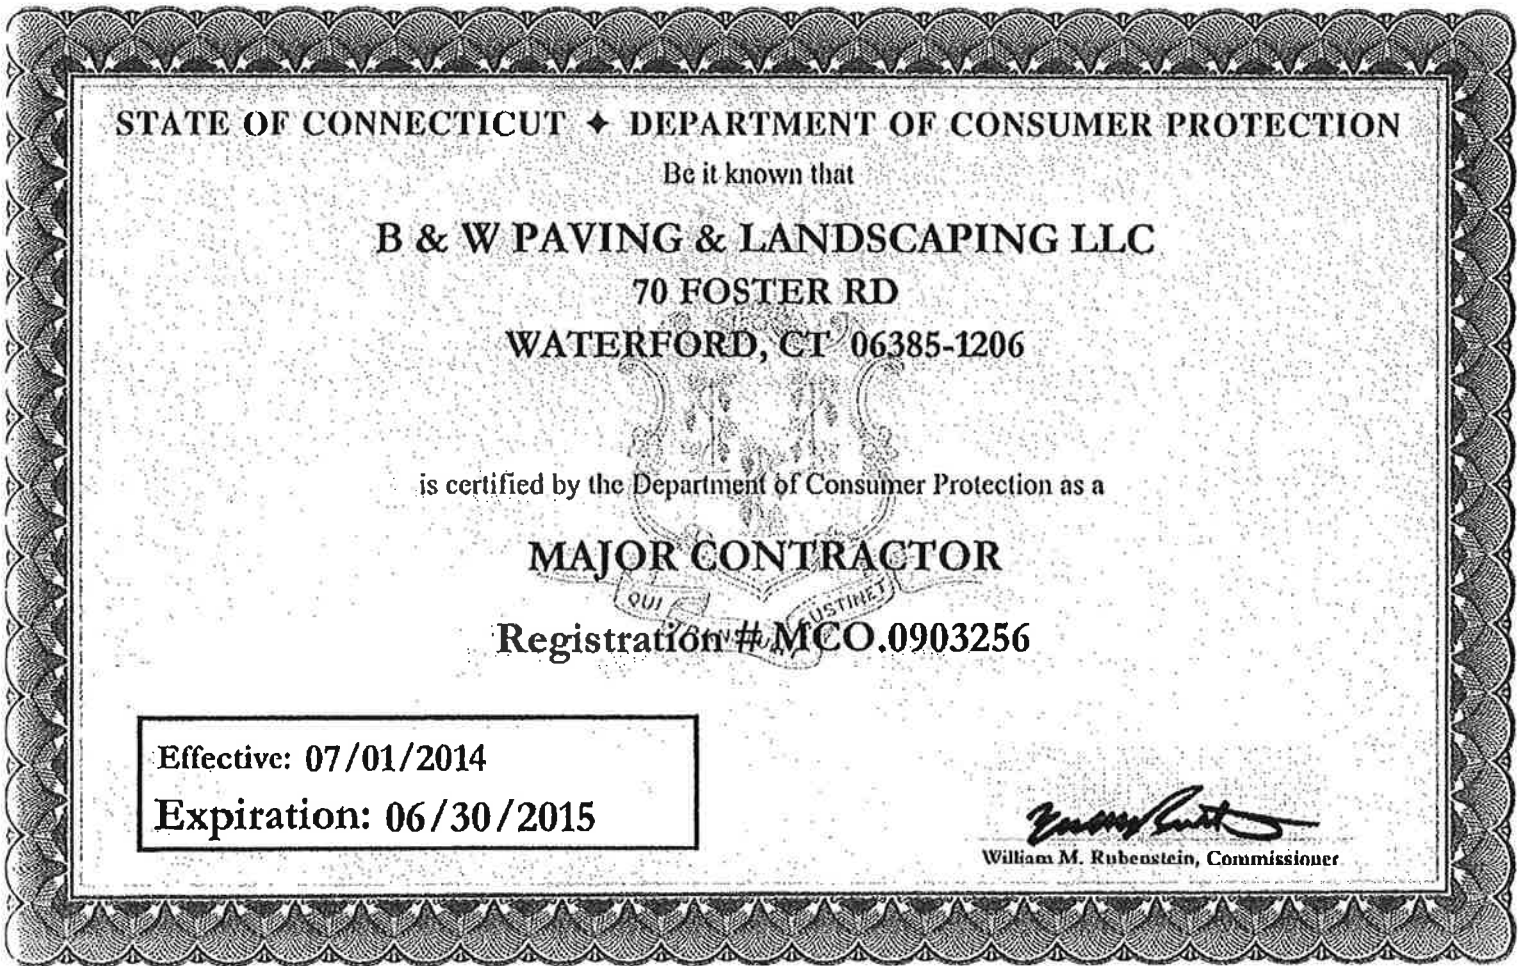 STATE OF CONNECTICUT ✦ DEPARTMENT OF CONSUMER PROTECTION
Be it known that
B & W PAVING & LANDSCAPING LLC
70 FOSTER RD
WATERFORD, CT 06385-1206
is certified by the Department of Consumer Protection as a
MAJOR CONTRACTOR
QUI
USTINET
Registration # MCO.0903256
Effective: 07/01/2014
Expiration: 06/30/2015
William M. Rubenstein, Commissioner